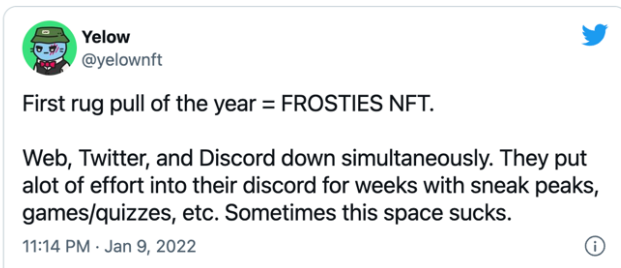 Yelow
@yelownft
First rug pull of the year = FROSTIES NFT.
Web, Twitter, and Discord down simultaneously. They put
alot of effort into their discord for weeks with sneak peaks,
games/quizzes, etc. Sometimes this space sucks.
11:14 PM · Jan 9, 2022